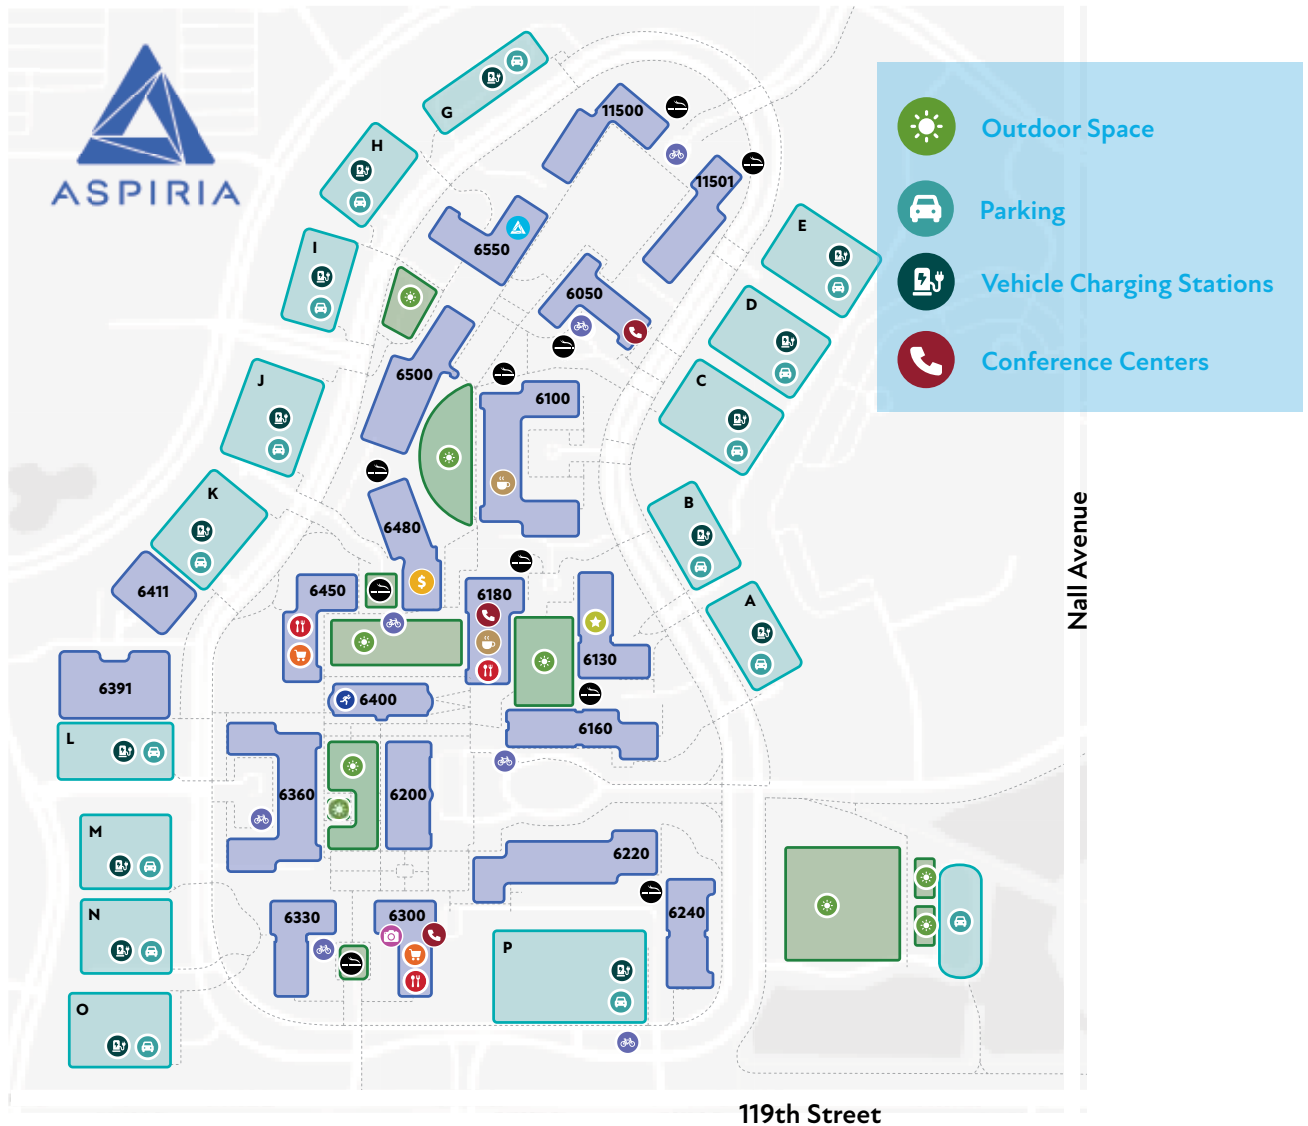 ASPIRIA
G
11500
H
11501
E
Outdoor Space
Parking
Vehicle Charging Stations
Conference Centers
I
6550
6050
D
J
6500
6100
C
K
6480
B
Nall Avenue
6411
6450
6180
A
$
6391
6400
6130
L
6160
6360
6200
M
6220
N
6330
6300
6240
P
O
119th Street